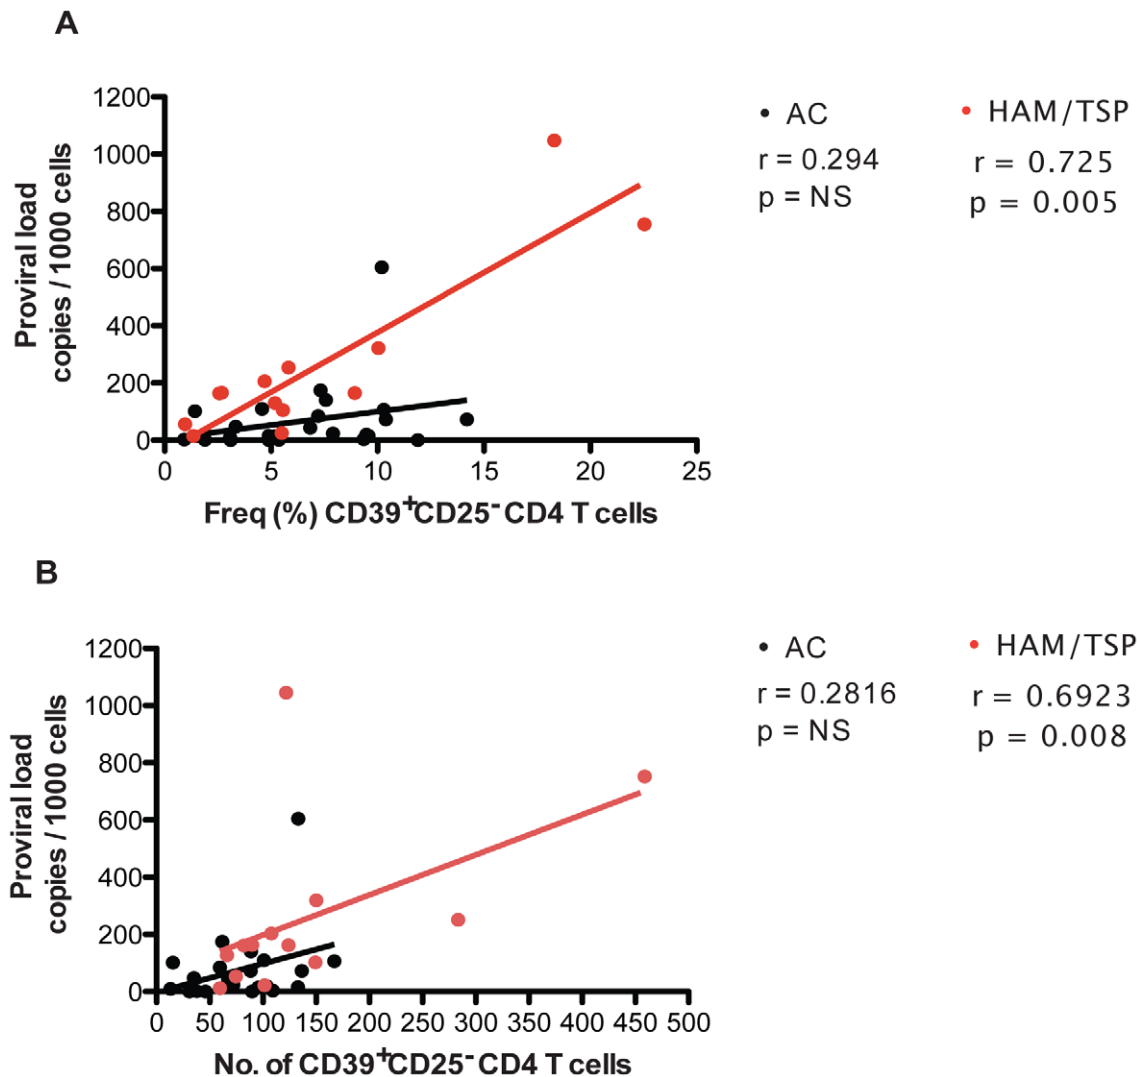 A
1200
1000
800
600
400
200
0
Proviral load
copies / 1000 cells
0 5 10 15 20 25
Freq (%) CD39+CD25- CD4 T cells
• AC
r = 0.294
p = NS
• HAM/TSP
r = 0.725
p = 0.005
B
1200
1000
800
600
400
200
0
Proviral load
copies / 1000 cells
0 50 100 150 200 250 300 350 400 450 500
No. of CD39+CD25- CD4 T cells
• AC
r = 0.2816
p = NS
• HAM/TSP
r = 0.6923
p = 0.008